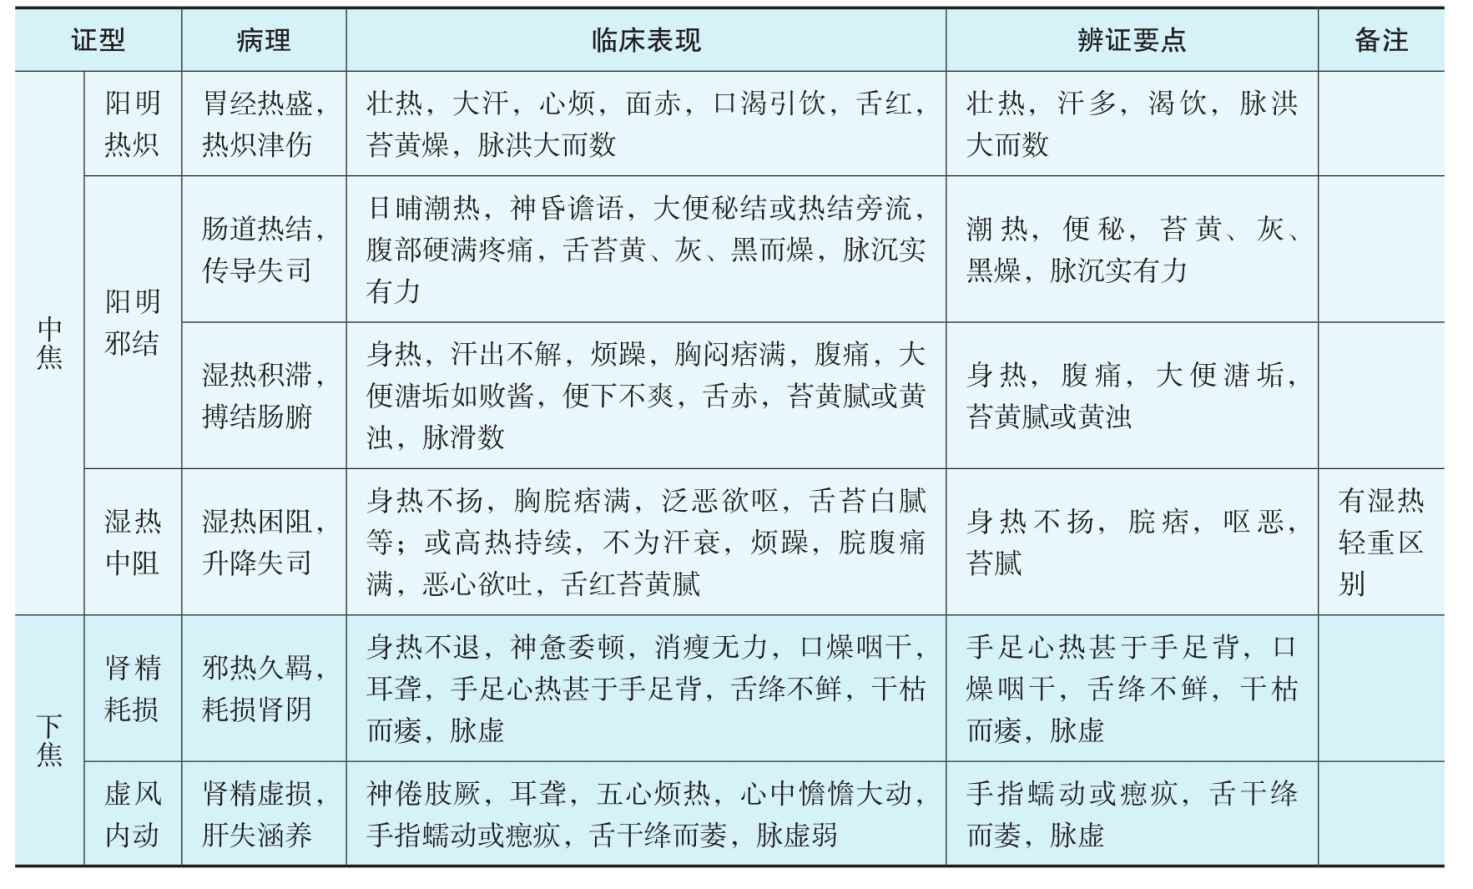 证型
病理
临床表现
辨证要点
备注
中
焦
阳明
热炽
胃经热盛，
热炽津伤
壮热，大汗，心烦，面赤，口渴引饮，舌红，
苔黄燥，脉洪大而数
壮热，汗多，渴饮，脉洪
大而数
阳明
邪结
肠道热结，
传导失司
日晡潮热，神昏谵语，大便秘结或热结旁流，
腹部硬满疼痛，舌苔黄、灰、黑而燥，脉沉实
有力
潮热，便秘，苔黄、灰、
黑燥，脉沉实有力
湿热积滞，
搏结肠腑
身热，汗出不解，烦躁，胸闷痞满，腹痛，大
便溏垢如败酱，便下不爽，舌赤，苔黄腻或黄
浊，脉滑数
身热，腹痛，大便溏垢，
苔黄腻或黄浊
湿热
中阻
湿热困阻，
升降失司
身热不扬，胸脘痞满，泛恶欲呕，舌苔白腻
等；或高热持续，不为汗衰，烦躁，脘腹痛
满，恶心欲吐，舌红苔黄腻
身热不扬，脘痞，呕恶，
苔腻
有湿热
轻重区
别
下
焦
肾精
耗损
邪热久羁，
耗损肾阴
身热不退，神惫委顿，消瘦无力，口燥咽干，
耳聋，手足心热甚于手足背，舌绛不鲜，干枯
而痿，脉虚
手足心热甚于手足背，口
燥咽干，舌绛不鲜，干枯
而痿，脉虚
虚风
内动
肾精虚损，
肝失涵养
神倦肢厥，耳聋，五心烦热，心中憺憺大动，
手指蠕动或瘛疭，舌干绛而萎，脉虚弱
手指蠕动或瘛疭，舌干绛
而萎，脉虚